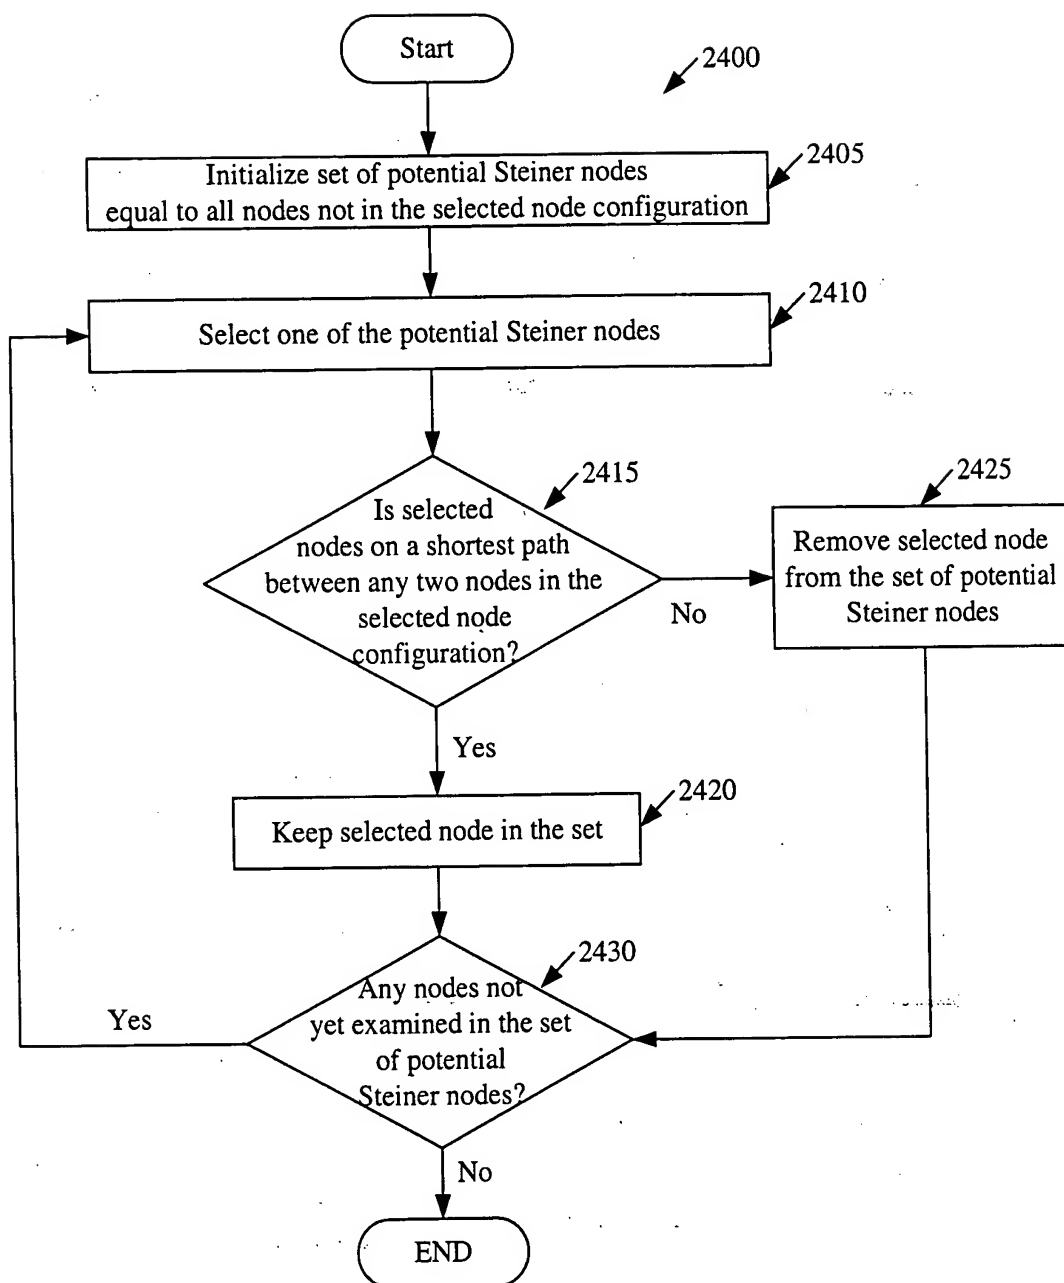 Start
2400
2405
Initialize set of potential Steiner nodes
equal to all nodes not in the selected node configuration
2410
Select one of the potential Steiner nodes
2415
Is selected
nodes on a shortest path
between any two nodes in the
selected node
configuration?
2425
Remove selected node
from the set of potential
Steiner nodes
No
Yes
2420
Keep selected node in the set
2430
Any nodes not
yet examined in the set
of potential
Steiner nodes?
Yes
No
END